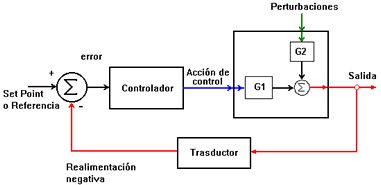 Perturbaciones
G2
error
+
Σ
-
Controlador
Acción de
control
G1
Σ
Salida
Set Point
o Referencia
Trasductor
Realimentación
negativa